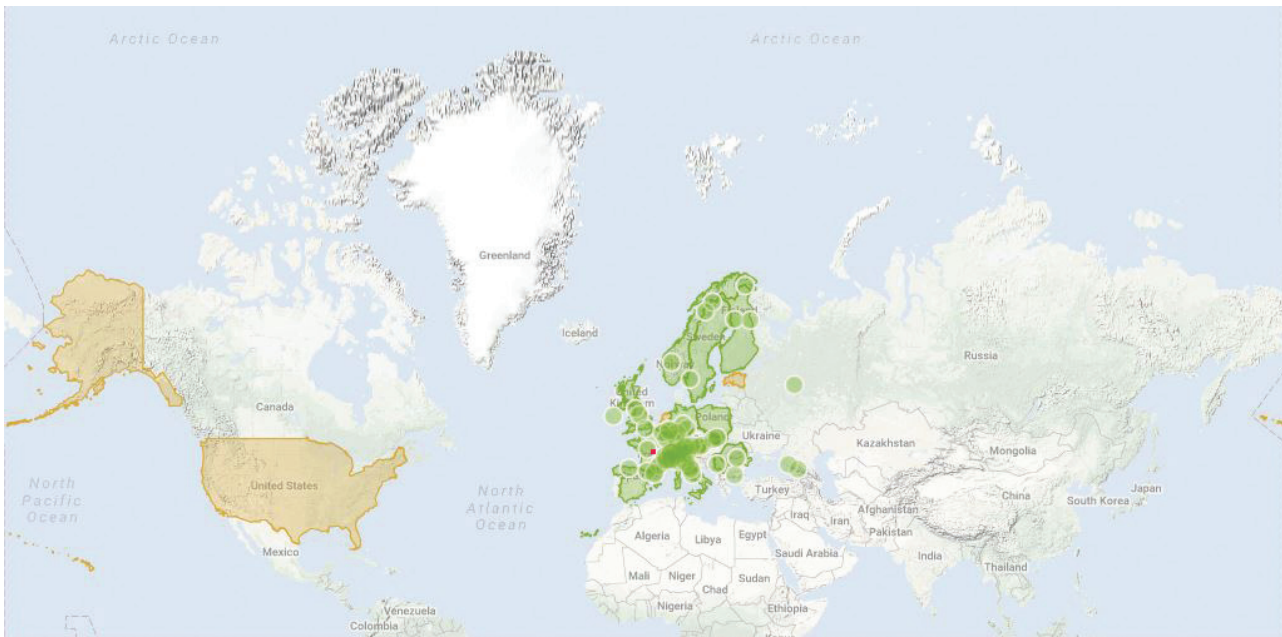 Arctic Ocean
Arctic Ocean
Greenland
Iceland
Sweden
Russia
United
Kingdom
Canada
Poland
Ukraine
Kazakhstan
Mongolia
United States
North
Pacific
Ocean
North
Atlantic
Ocean
Turkey
China
South Korea
Japan
Afghanistan
Iraq
Iran
Pakistan
Algeria
Libya
Egypt
Saudi Arabia
India
Mexico
Mali
Niger
Chad
Sudan
Thailand
Nigeria
Ethiopia
Venezuela
Colombia